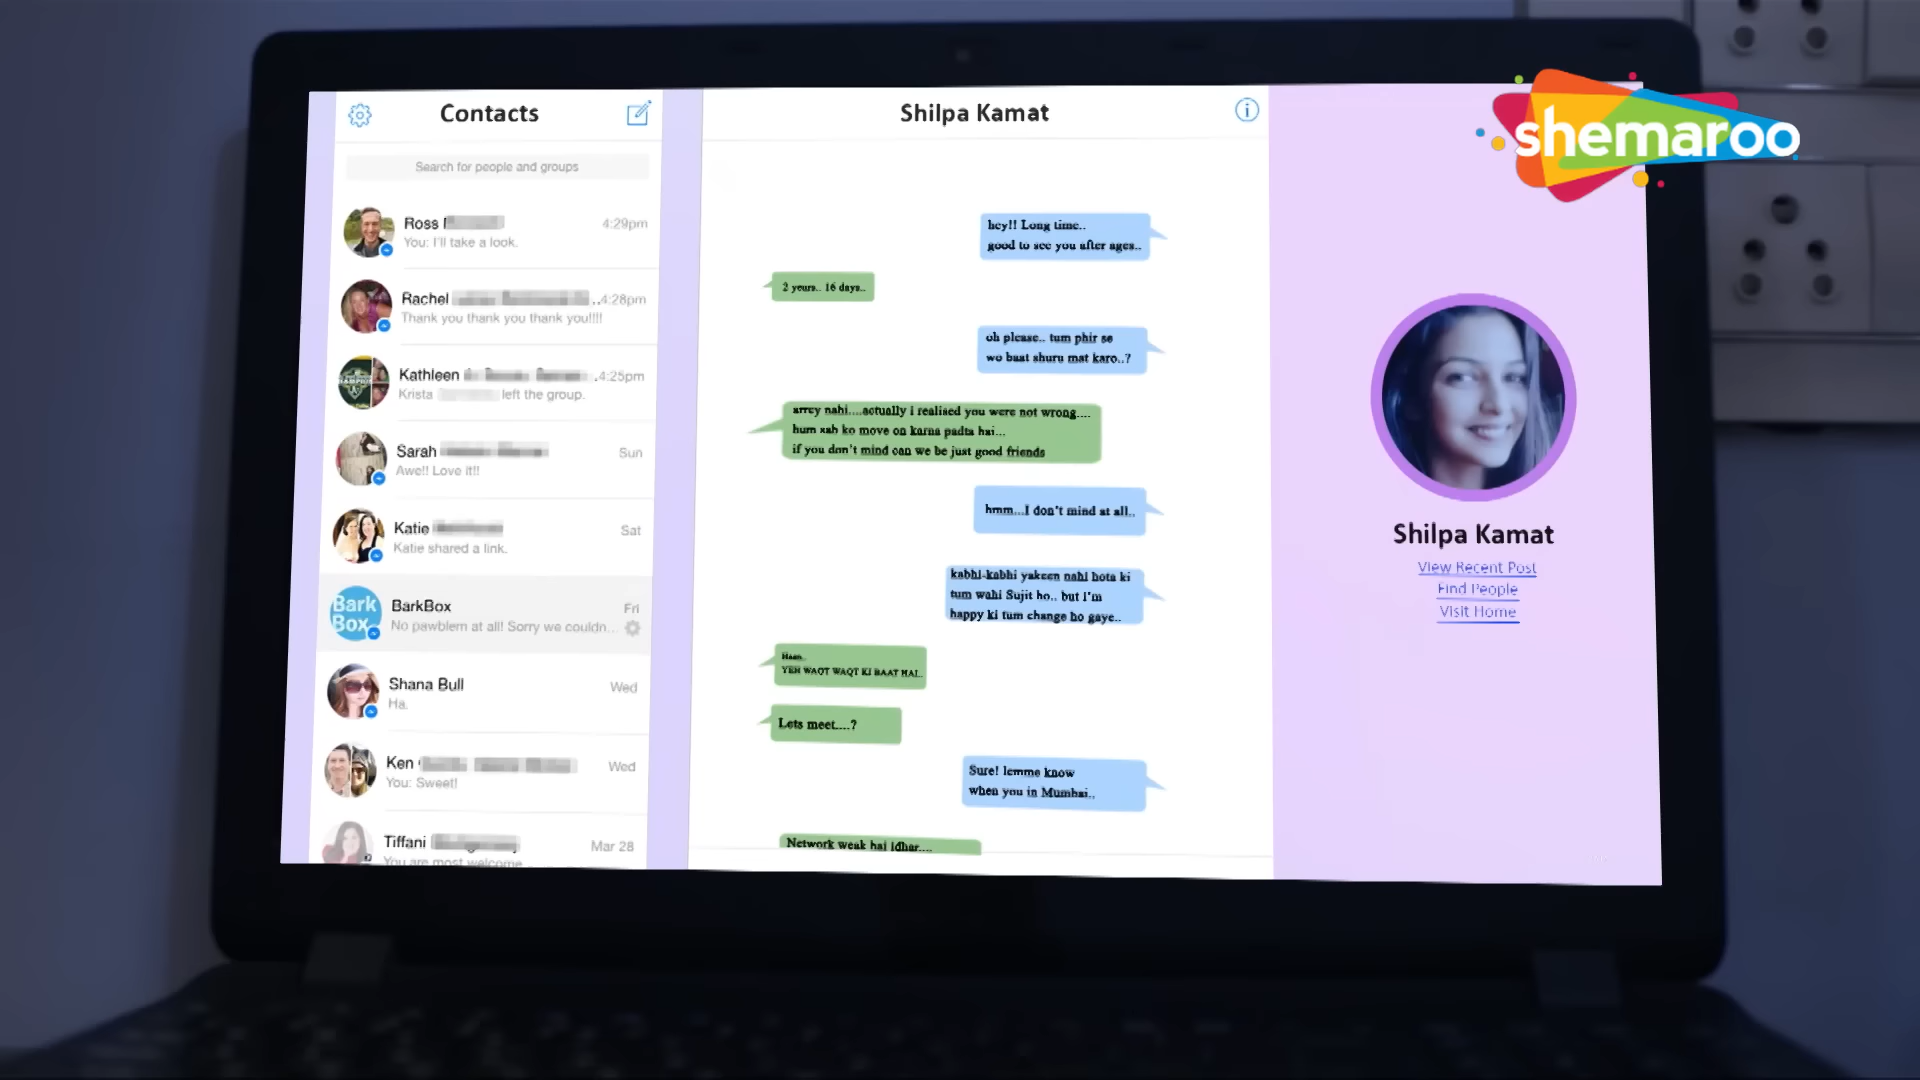 shemaroo
Contacts
Search for people and groups
Ross
4:29pm
You: I'll take a look.
Rachel
..4:28pm
Thank you thank you thank you!!!!
Kathleen
.4:25pm
Krista
left the group.
Sarah
Sun
Awe!! Love it!!
Katie
Sat
Katie shared a link.
Bark
Box
BarkBox
Fri
No pawblem at all! Sorry we couldn...
Shana Bull
Wed
Ha.
Ken
Wed
You: Sweet!
Tiffani
Mar 28
You are most welcome
Shilpa Kamat
hey!! Long time..
good to see you after ages..
2 years.. 16 days..
oh please.. tum phir se
wo baat shuru mat karo..?
arrey nahi....actually i realised you were not wrong....
hum sab ko move on karna padta hai...
if you don't mind can we be just good friends
hmm...I don't mind at all..
kabhi-kabhi yakeen nahi hota ki
tum wahi Sujit ho.. but I'm
happy ki tum change ho gaye..
Haan..
YEH WAQT WAQT KI BAAT HAI..
Lets meet....?
Sure! lemme know
when you in Mumbai..
Network weak hai idhar....
Shilpa Kamat
View Recent Post
Find People
Visit Home